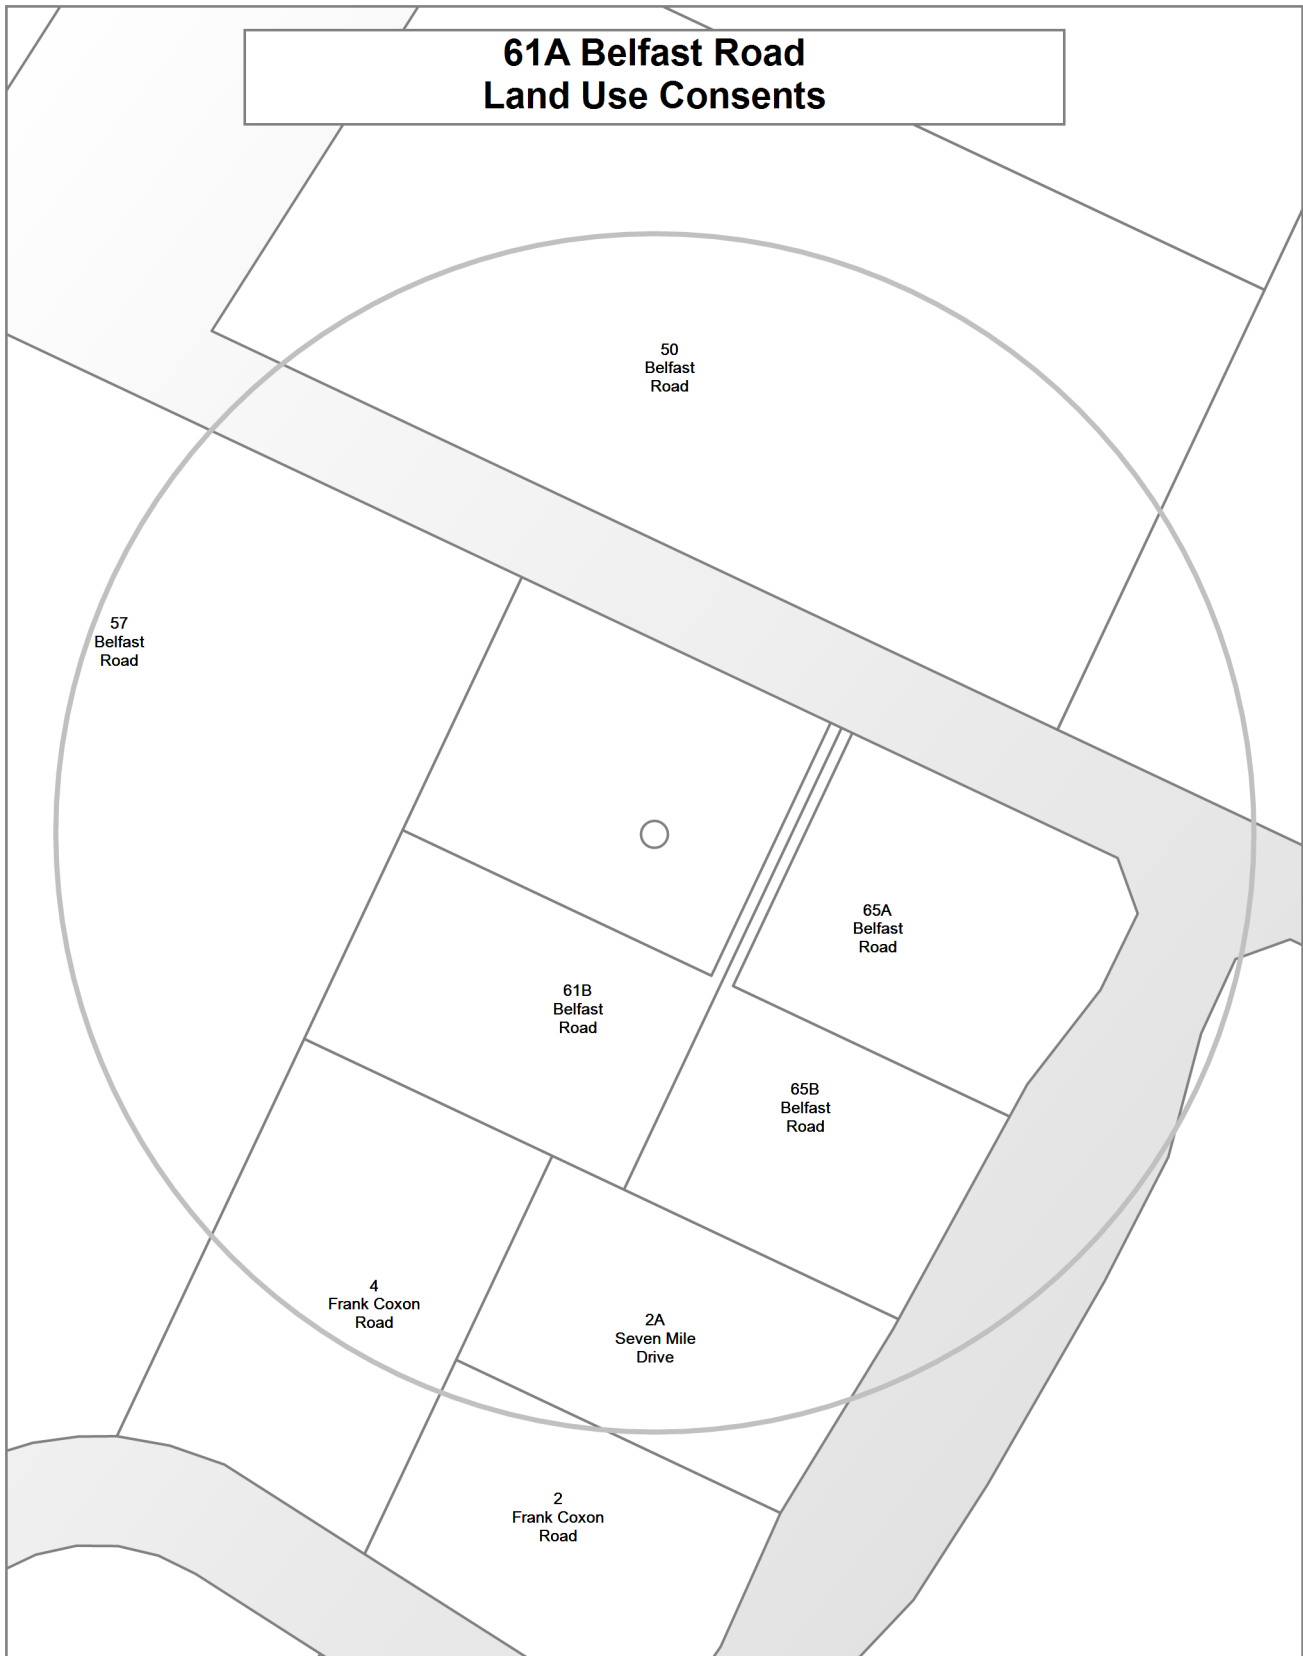 61A Belfast Road
Land Use Consents
50
Belfast
Road
57
Belfast
Road
65A
Belfast
Road
61B
Belfast
Road
65B
Belfast
Road
4
Frank Coxon
Road
2A
Seven Mile
Drive
2
Frank Coxon
Road